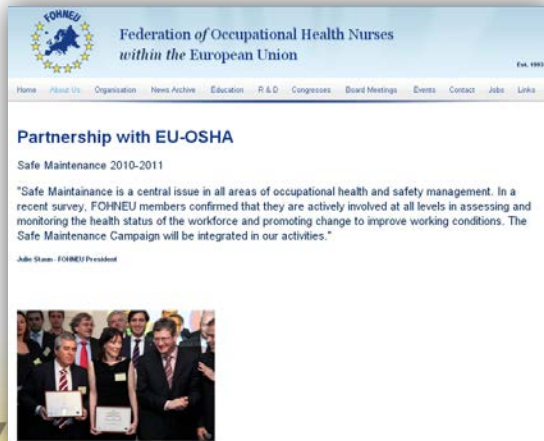 FOHNEU
Federation of Occupational Health Nurses
within the European Union
Est. 1993
Home About Us Organisation News Archive Education R & D Congresses Board Meetings Events Contact Jobs Links
Partnership with EU-OSHA
Safe Maintenance 2010-2011
"Safe Maintainance is a central issue in all areas of occupational health and safety management. In a
recent survey, FOHNEU members confirmed that they are actively involved at all levels in assessing and
monitoring the health status of the workforce and promoting change to improve working conditions. The
Safe Maintenance Campaign will be integrated in our activities."
Julie Staun - FOHNEU President